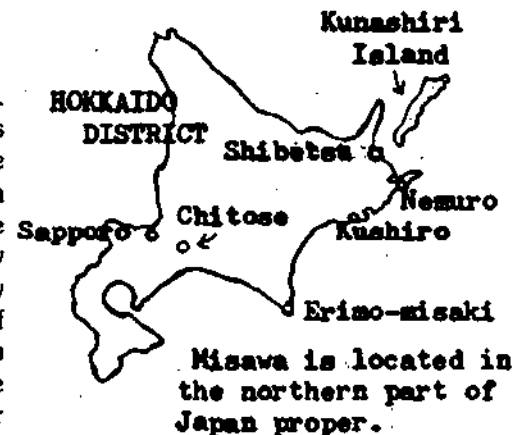 Kunashiri
Island
HOKKAIDO
DISTRICT
Shibetsu
Nemuro
Sapporo
Chitose
Kushiro
Erimo-misaki
Misawa is located in
the northern part of
Japan proper.